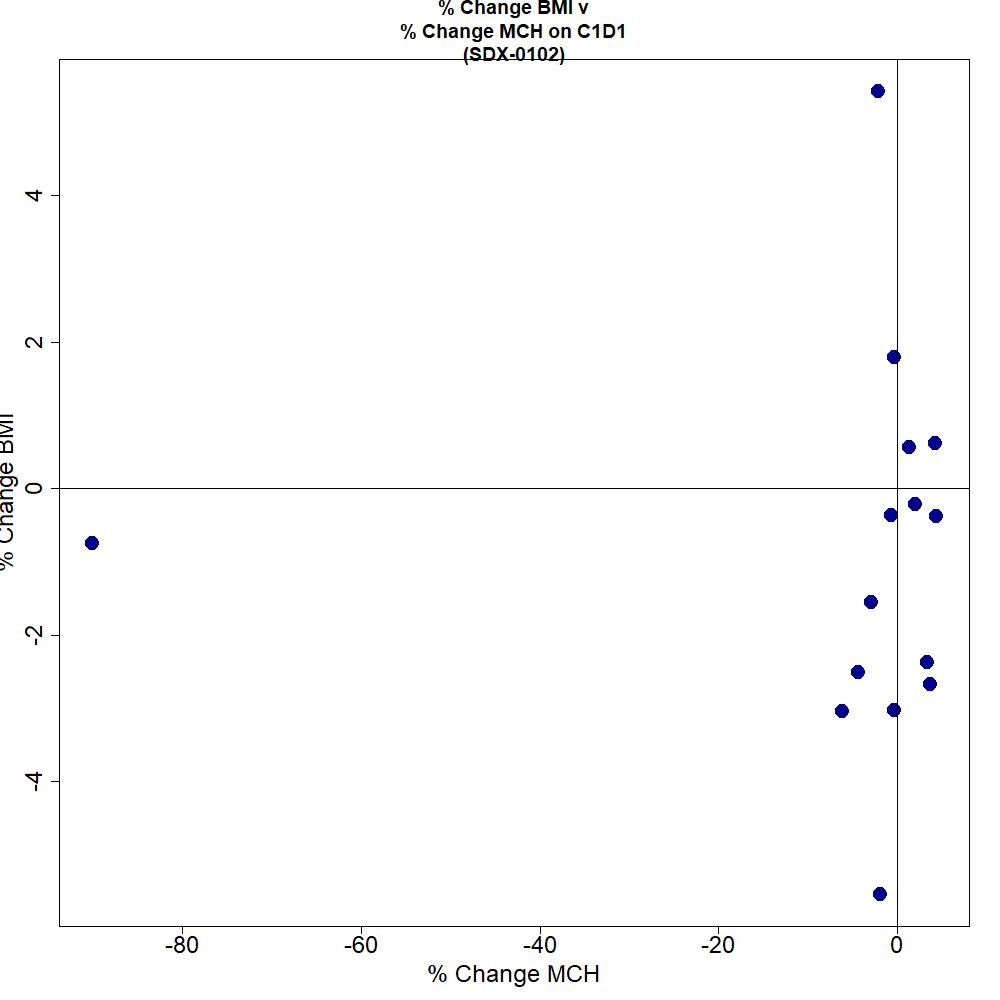 % Change BMI v
% Change MCH on C1D1
(SDX-0102)
4
2
0
-2
-4
% Change BMI
-80
-60
-40
-20
0
% Change MCH